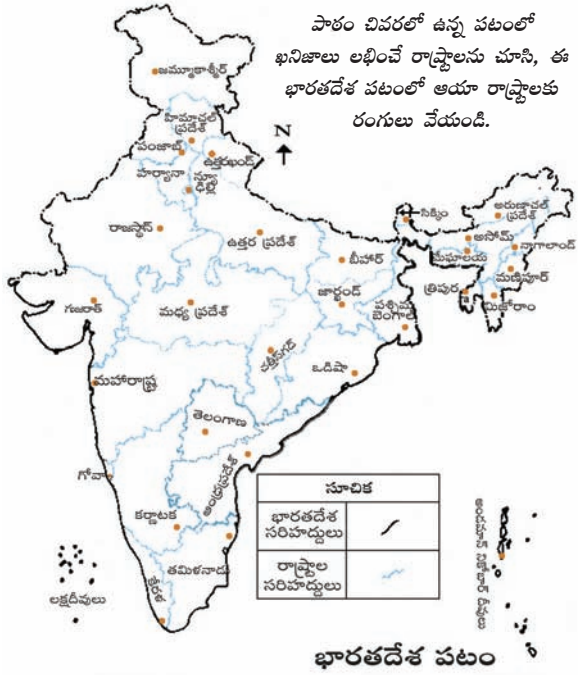 పాఠం చివరలో ఉన్న పటంలో
ఖనిజాలు లభించే రాష్ట్రాలను చూసి, ఈ
భారతదేశ పటంలో ఆయా రాష్ట్రాలకు
రంగులు వేయండి.
జమ్మూకాశ్మీర్
హిమాచల్
ప్రదేశ్
పంజాబ్
ఉత్తరఖండ్
హర్యానా
న్యూ
ఢిల్లీ
N
రాజస్థాన్
ఉత్తర ప్రదేశ్
సిక్కిం
అరుణాచల్
ప్రదేశ్
అసోమ్
నాగాలాండ్
మేఘాలయ
మణిపూర్
బీహార్
త్రిపుర
మిజోరాం
జార్ఖండ్
పశ్చిమ
బెంగాల్
గుజరాత్
మధ్య ప్రదేశ్
ఛత్తీస్‌గఢ్
ఒడిషా
మహారాష్ట్ర
తెలంగాణ
గోవా
ఆంధ్రప్రదేశ్
కర్ణాటక
తమిళనాడు
కేరళ
లక్షదీవులు
అండమాన్ నికోబార్ దీవులు
సూచిక
భారతదేశ
సరిహద్దులు
రాష్ట్రాల
సరిహద్దులు
భారతదేశ పటం